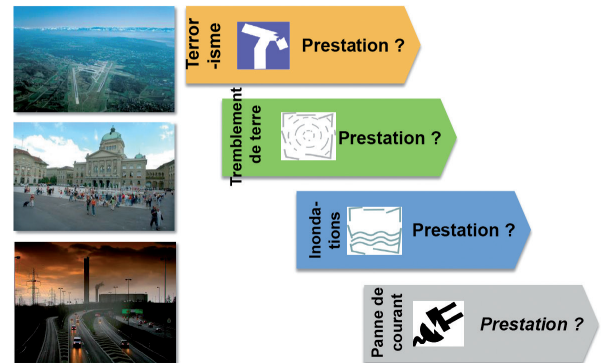 Terror
-isme
Prestation ?
Tremblement
de terre
Prestation ?
Inonda-
tions
Prestation ?
Panne de
courant
Prestation ?